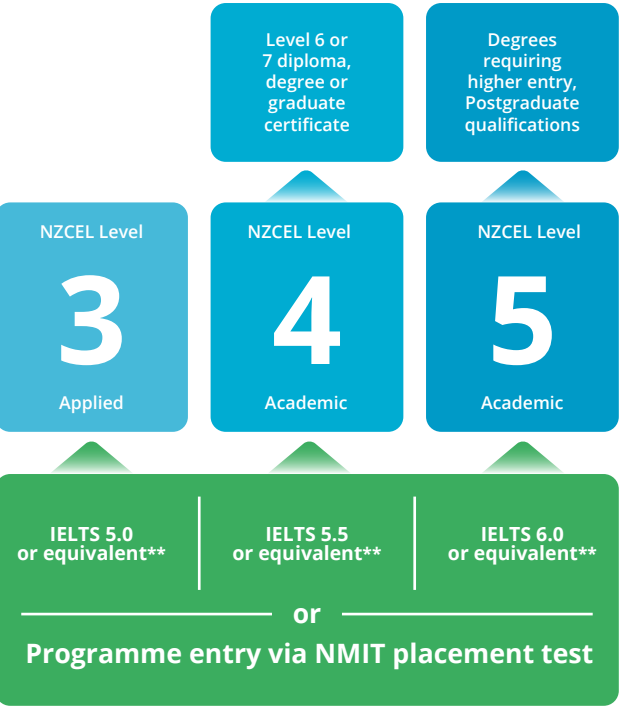 Level 6 or
7 diploma,
degree or
graduate
certificate
Degrees
requiring
higher entry,
Postgraduate
qualifications
NZCEL Level
3
Applied
NZCEL Level
4
Academic
NZCEL Level
5
Academic
IELTS 5.0
or equivalent**
IELTS 5.5
or equivalent**
IELTS 6.0
or equivalent**
or
Programme entry via NMIT placement test